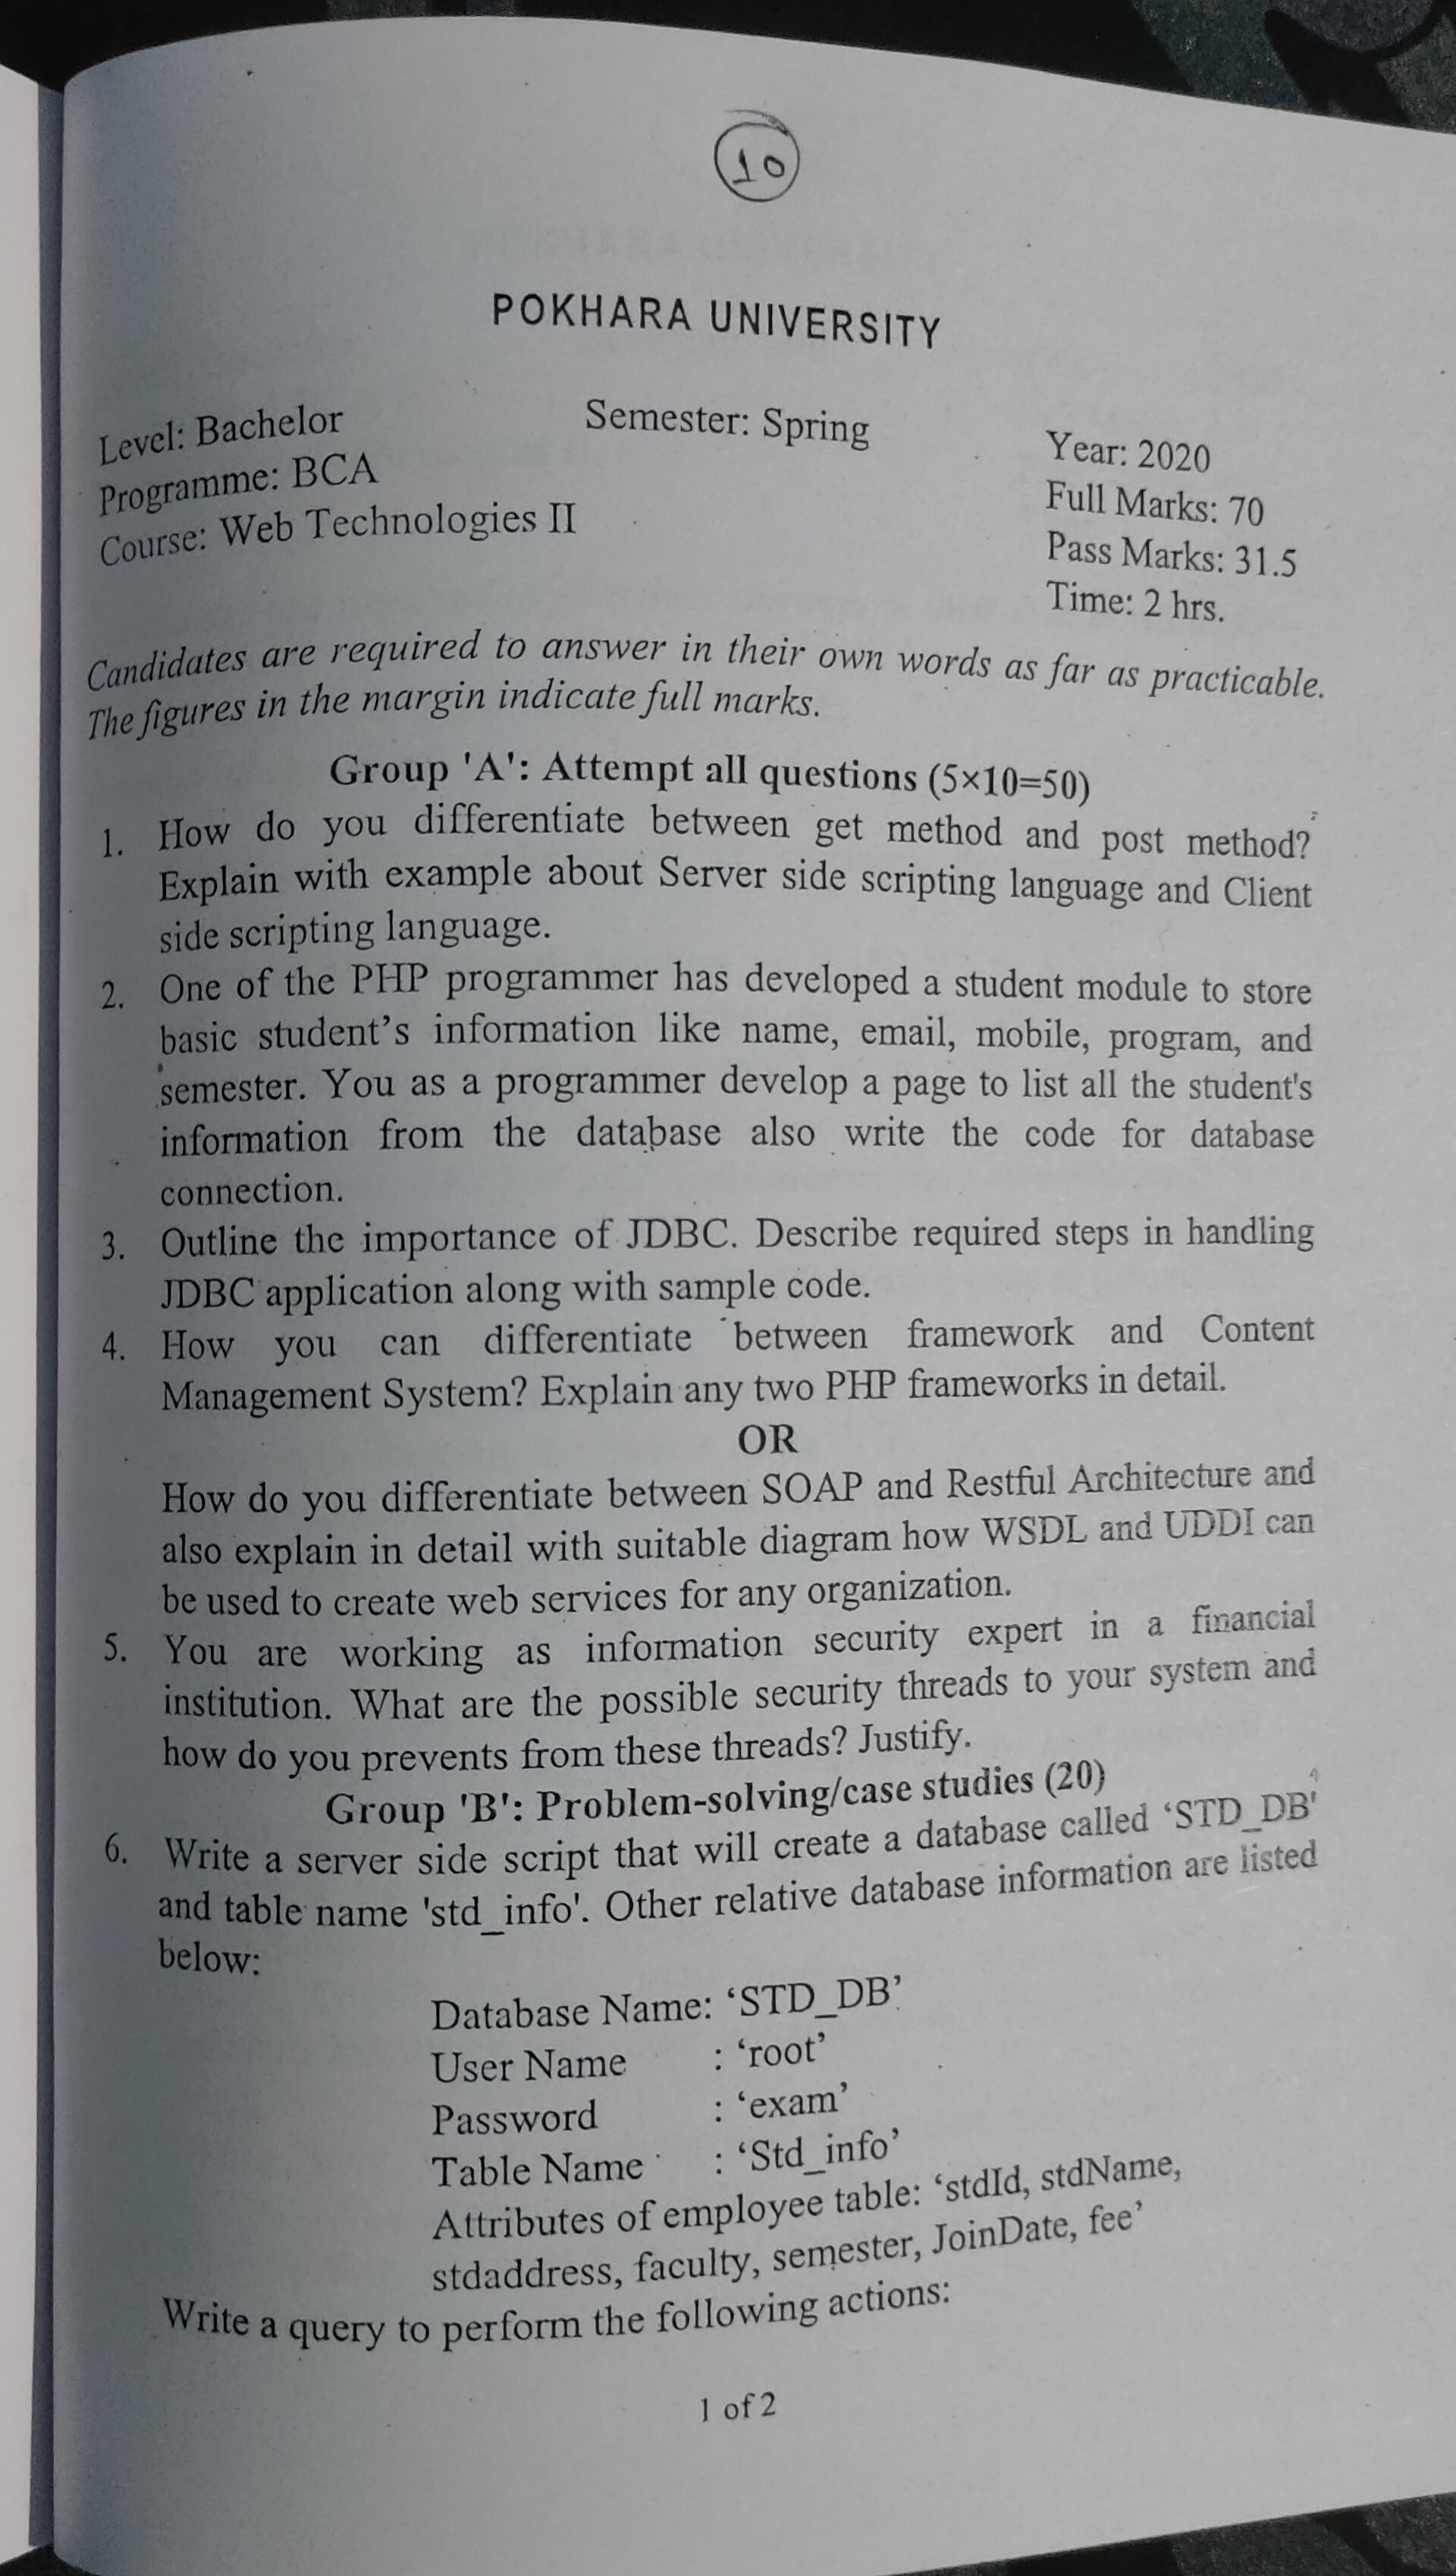 10
POKHARA UNIVERSITY
Level: Bachelor Semester: Spring Year: 2020
Programme: BCA Full Marks: 70
Course: Web Technologies II Pass Marks: 31.5
Time: 2 hrs.
Candidates are required to answer in their own words as far as practicable.
The figures in the margin indicate full marks.
Group 'A': Attempt all questions (5×10=50)
1. How do you differentiate between get method and post method?
Explain with example about Server side scripting language and Client
side scripting language.
2. One of the PHP programmer has developed a student module to store
basic student's information like name, email, mobile, program, and
semester. You as a programmer develop a page to list all the student's
information from the database also write the code for database
connection.
3. Outline the importance of JDBC. Describe required steps in handling
JDBC application along with sample code.
4. How you can differentiate between framework and Content
Management System? Explain any two PHP frameworks in detail.
OR
How do you differentiate between SOAP and Restful Architecture and
also explain in detail with suitable diagram how WSDL and UDDI can
be used to create web services for any organization.
5. You are working as information security expert in a financial
institution. What are the possible security threads to your system and
how do you prevents from these threads? Justify.
Group 'B': Problem-solving/case studies (20)
6. Write a server side script that will create a database called ‘STD_DB'
and table name 'std_info'. Other relative database information are listed
below:
Database Name: ‘STD_DB’
User Name : ‘root’
Password : ‘exam’
Table Name : ‘Std_info’
Attributes of employee table: ‘stdId, stdName,
stdaddress, faculty, semester, JoinDate, fee’
Write a query to perform the following actions:
1 of 2